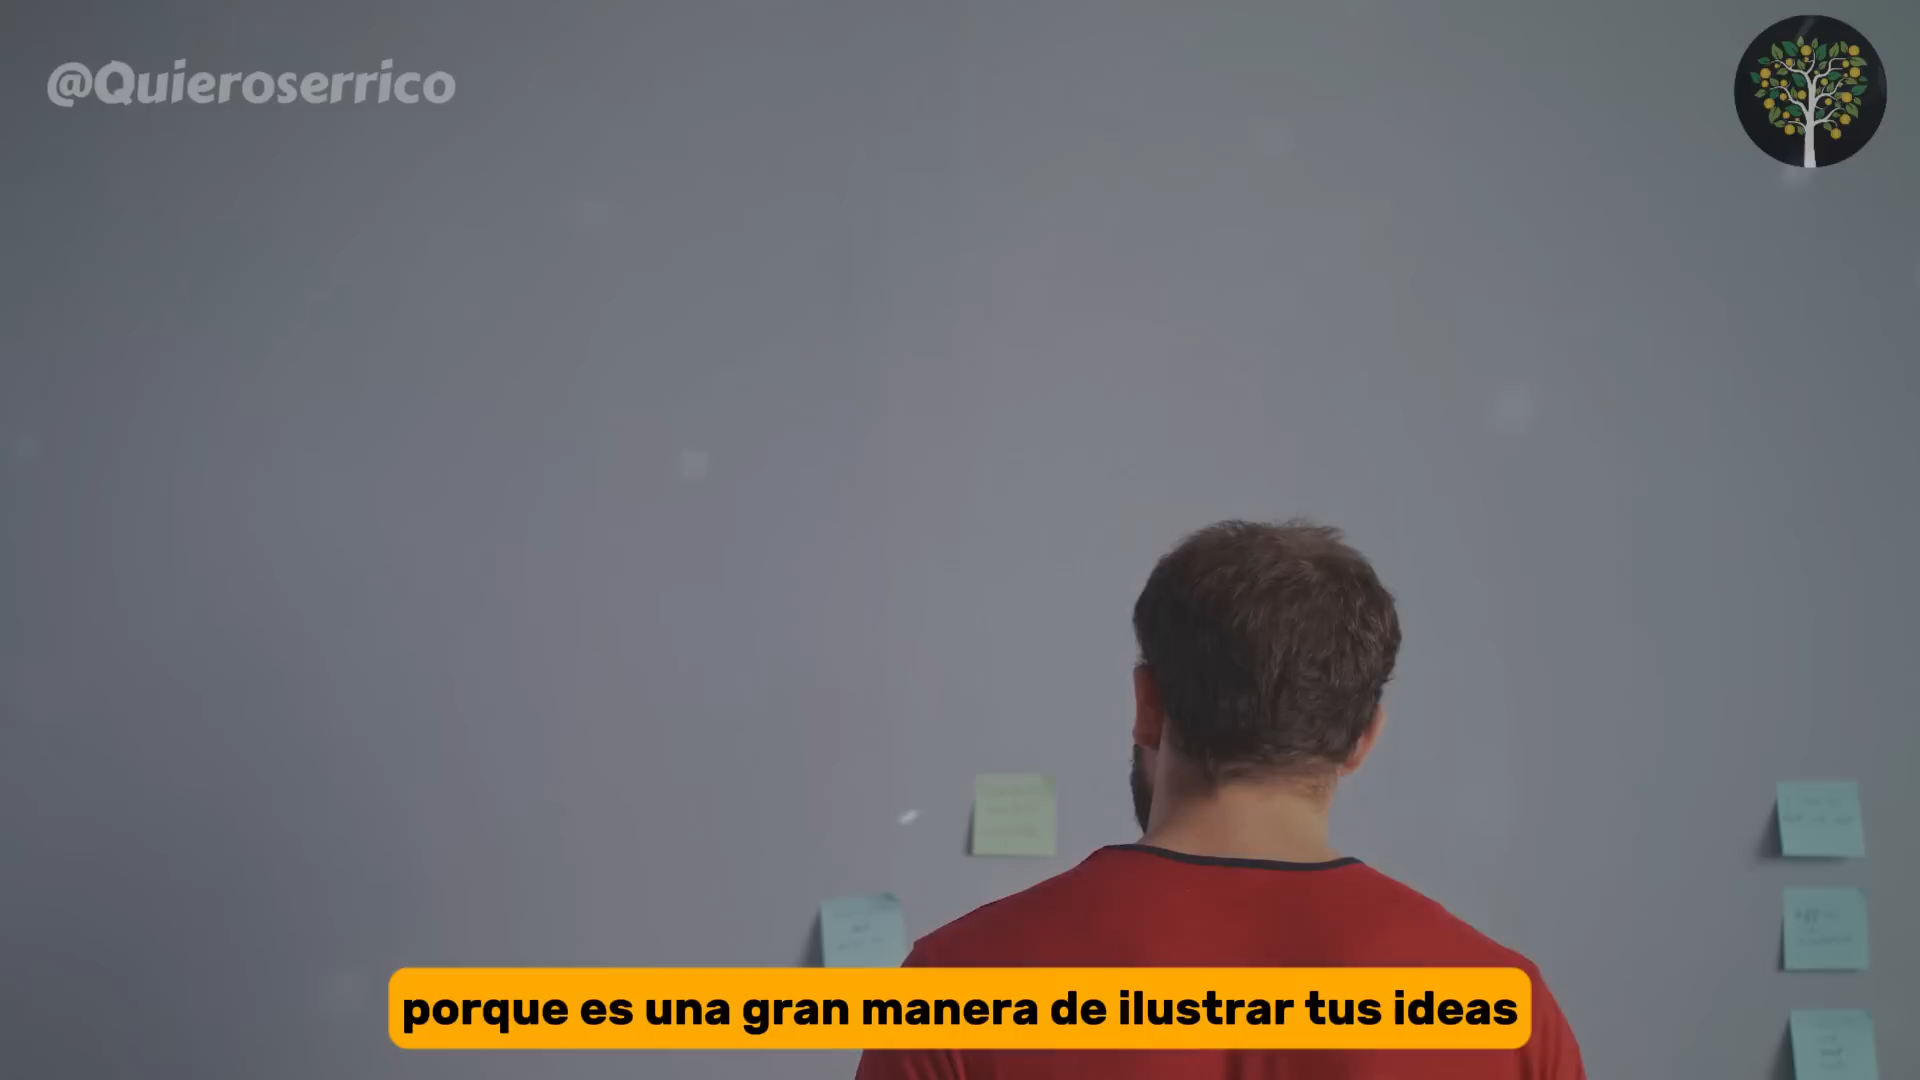 @Quieroserrico
porque es una gran manera de ilustrar tus ideas